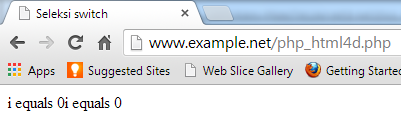 Seleksi switch
www.example.net/php_html4d.php
Apps Suggested Sites Web Slice Gallery Getting Started
i equals 0i equals 0